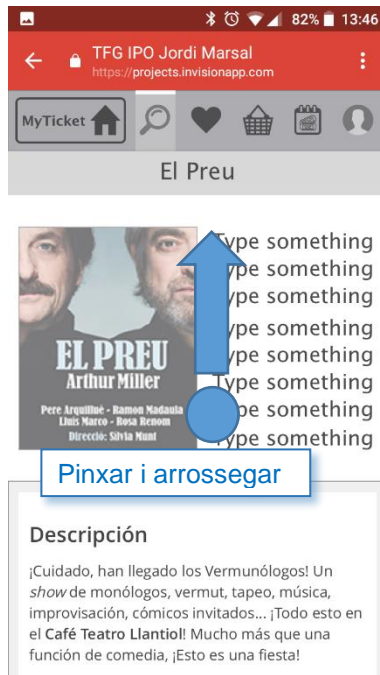 82% 13:46
TFG IPO Jordi Marsal
https://projects.invisionapp.com
MyTicket
El Preu
Type something
Type something
Type something
Type something
Type something
Type something
Type something
Type something
EL PREU
Arthur Miller
Pere Arquillué - Ramon Madaula
Lluís Marco - Rosa Renom
Direcció: Sílvia Munt
Pinxar i arrossegar
Descripción
¡Cuidado, han llegado los Vermunólogos! Un
show de monólogos, vermut, tapeo, música,
improvisación, cómicos invitados... ¡Todo esto en
el Café Teatro Llantiol! Mucho más que una
función de comedia, ¡Esto es una fiesta!